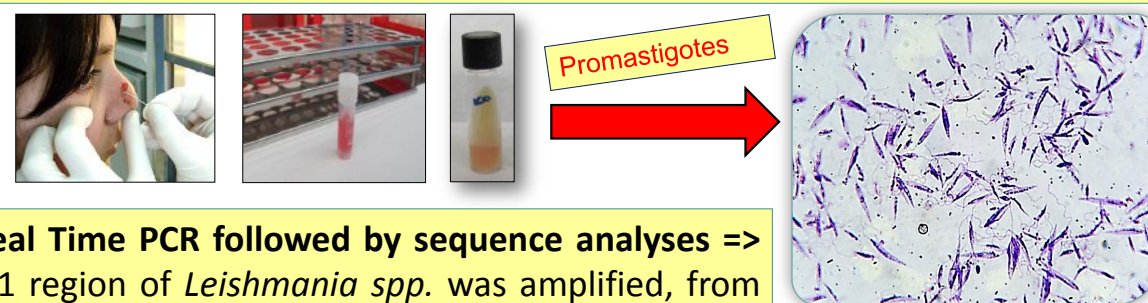 Promastigotes
eal Time PCR followed by sequence analyses =>
1 region of Leishmania spp. was amplified, from